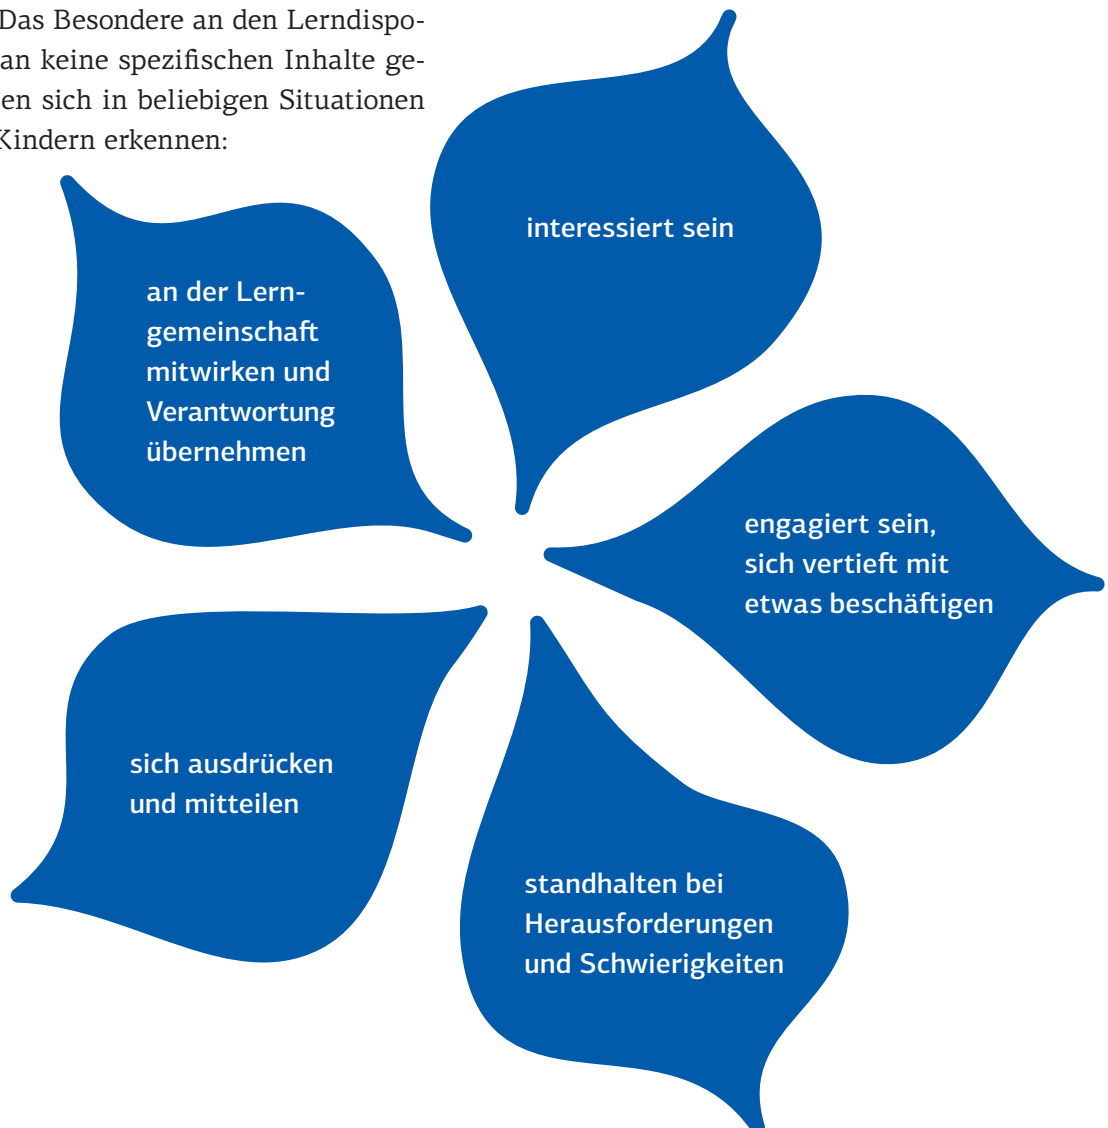 Das Besondere an den Lerndispo-
an keine spezifischen Inhalte ge-
en sich in beliebigen Situationen
Kindern erkennen:
interessiert sein
an der Lern-
gemeinschaft
mitwirken und
Verantwortung
übernehmen
engagiert sein,
sich vertieft mit
etwas beschäftigen
sich ausdrücken
und mitteilen
standhalten bei
Herausforderungen
und Schwierigkeiten